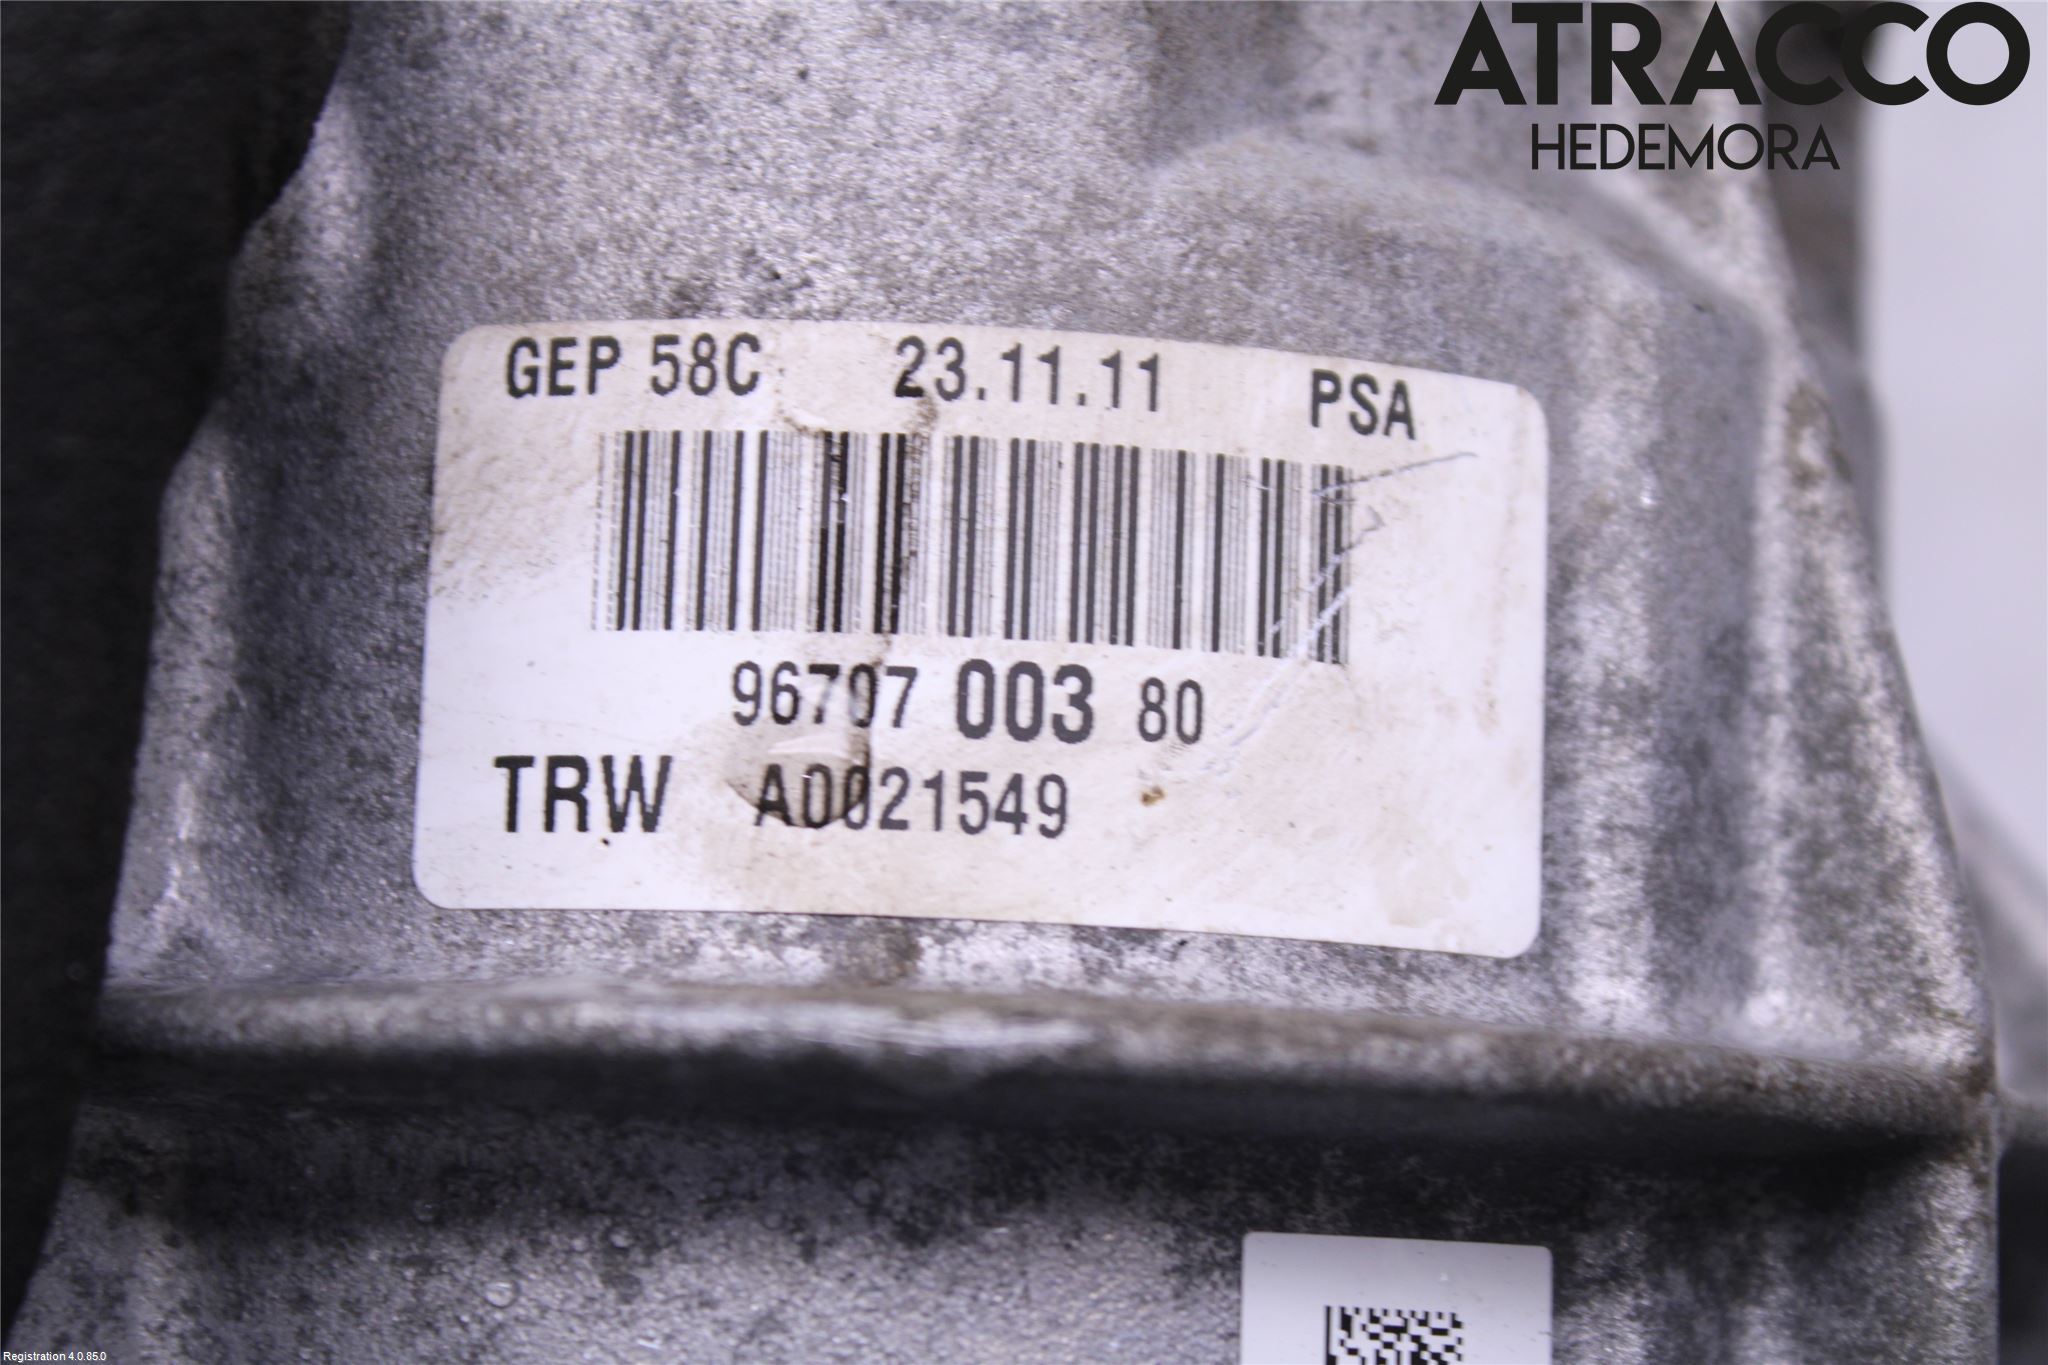 ATRACCO
HEDEMORA
GEP 58C 23.11.11 PSA
96707 003 80
TRW A0021549
Registration 4.0.85.0